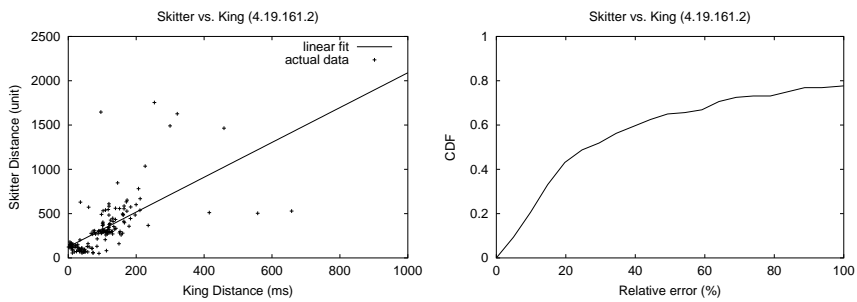 Skitter vs. King (4.19.161.2)
2500
2000
1500
1000
500
0
Skitter Distance (unit)
linear fit
actual data
0 200 400 600 800 1000
King Distance (ms)
Skitter vs. King (4.19.161.2)
1
0.8
0.6
0.4
0.2
0
CDF
0 20 40 60 80 100
Relative error (%)